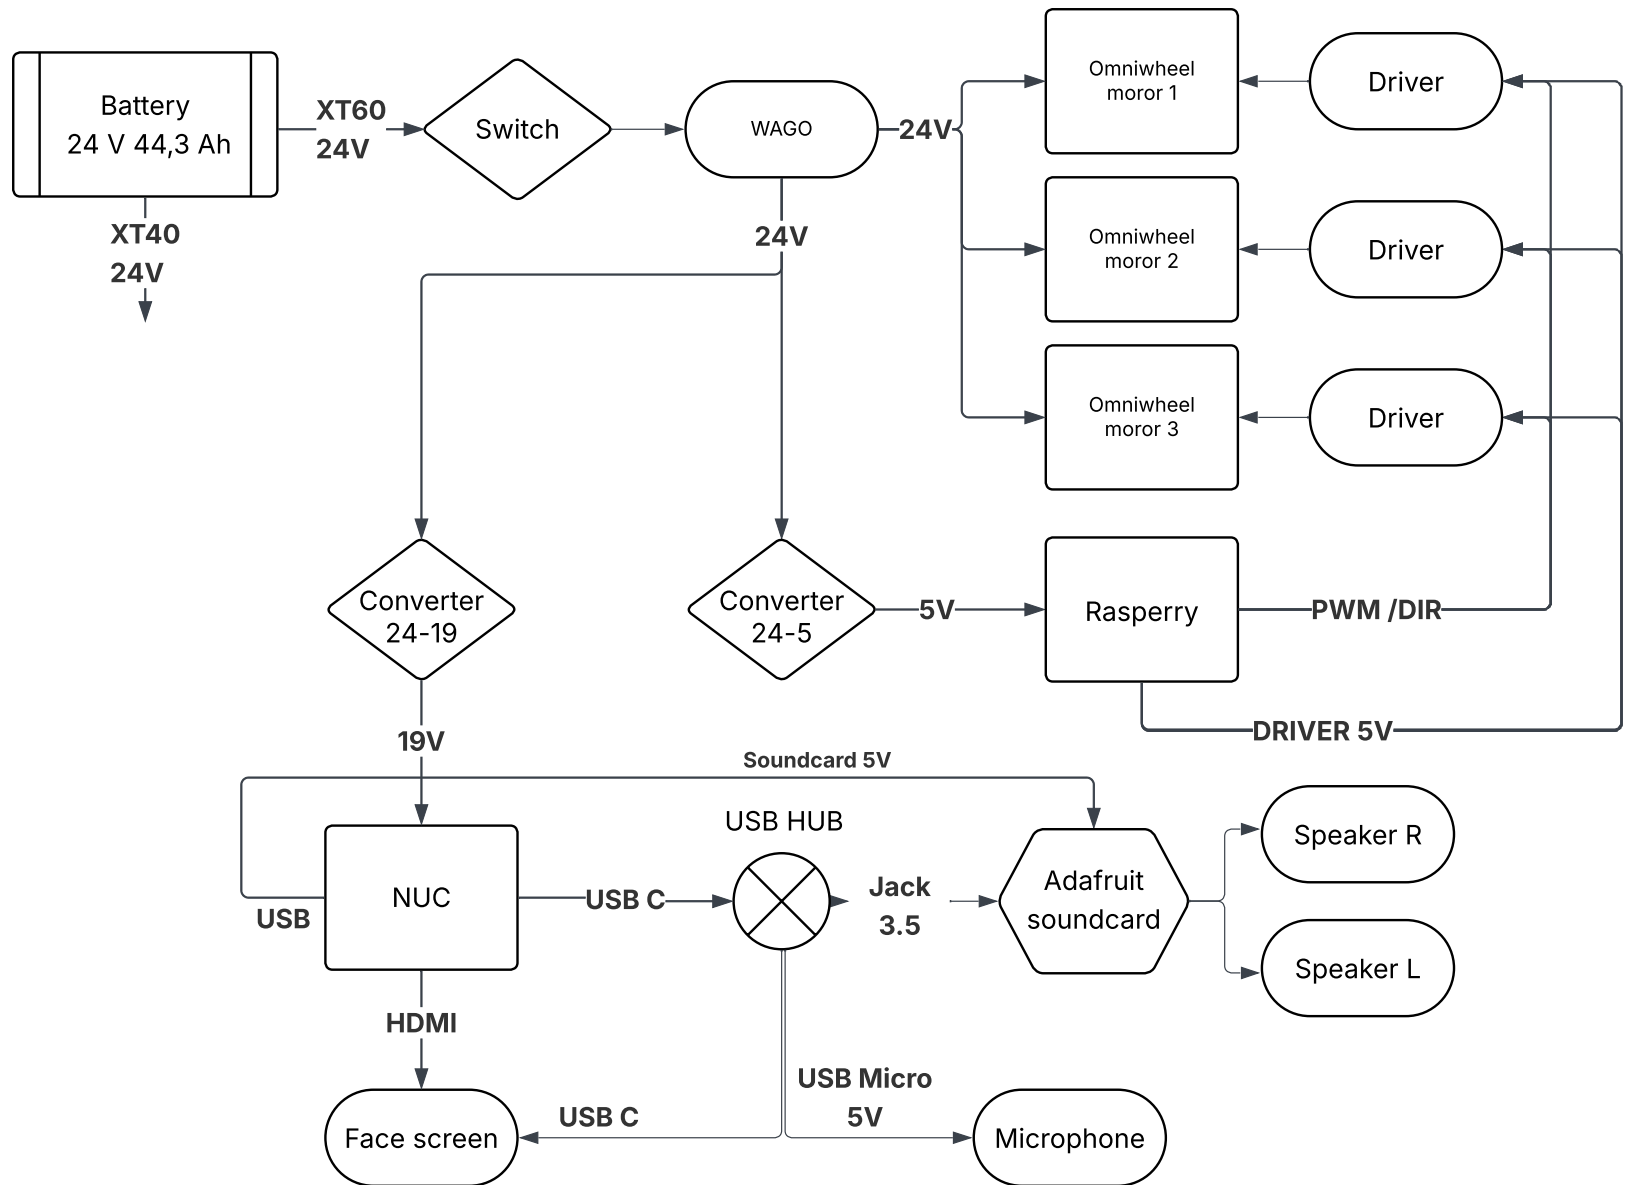 Battery
24 V 44,3 Ah
XT60
24V
Switch
WAGO
24V
Omniwheel
moror 1
Driver
XT40
24V
24V
Omniwheel
moror 2
Driver
Omniwheel
moror 3
Driver
Converter
24-19
Converter
24-5
5V
Rasperry
PWM /DIR
DRIVER 5V
19V
Soundcard 5V
USB HUB
NUC
USB
USB C
Jack
3.5
Adafruit
soundcard
Speaker R
Speaker L
HDMI
USB Micro
5V
USB C
Face screen
Microphone